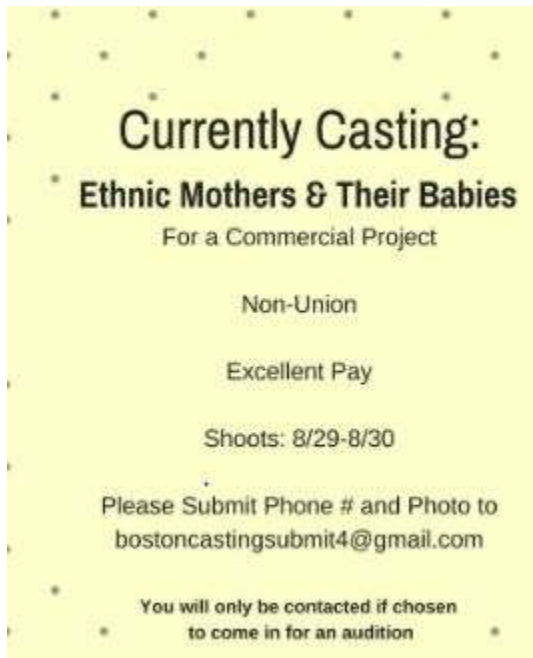 Currently Casting:
Ethnic Mothers & Their Babies
For a Commercial Project
Non-Union
Excellent Pay
Shoots: 8/29-8/30
Please Submit Phone # and Photo to
bostoncastingsubmit4@gmail.com
You will only be contacted if chosen
to come in for an audition